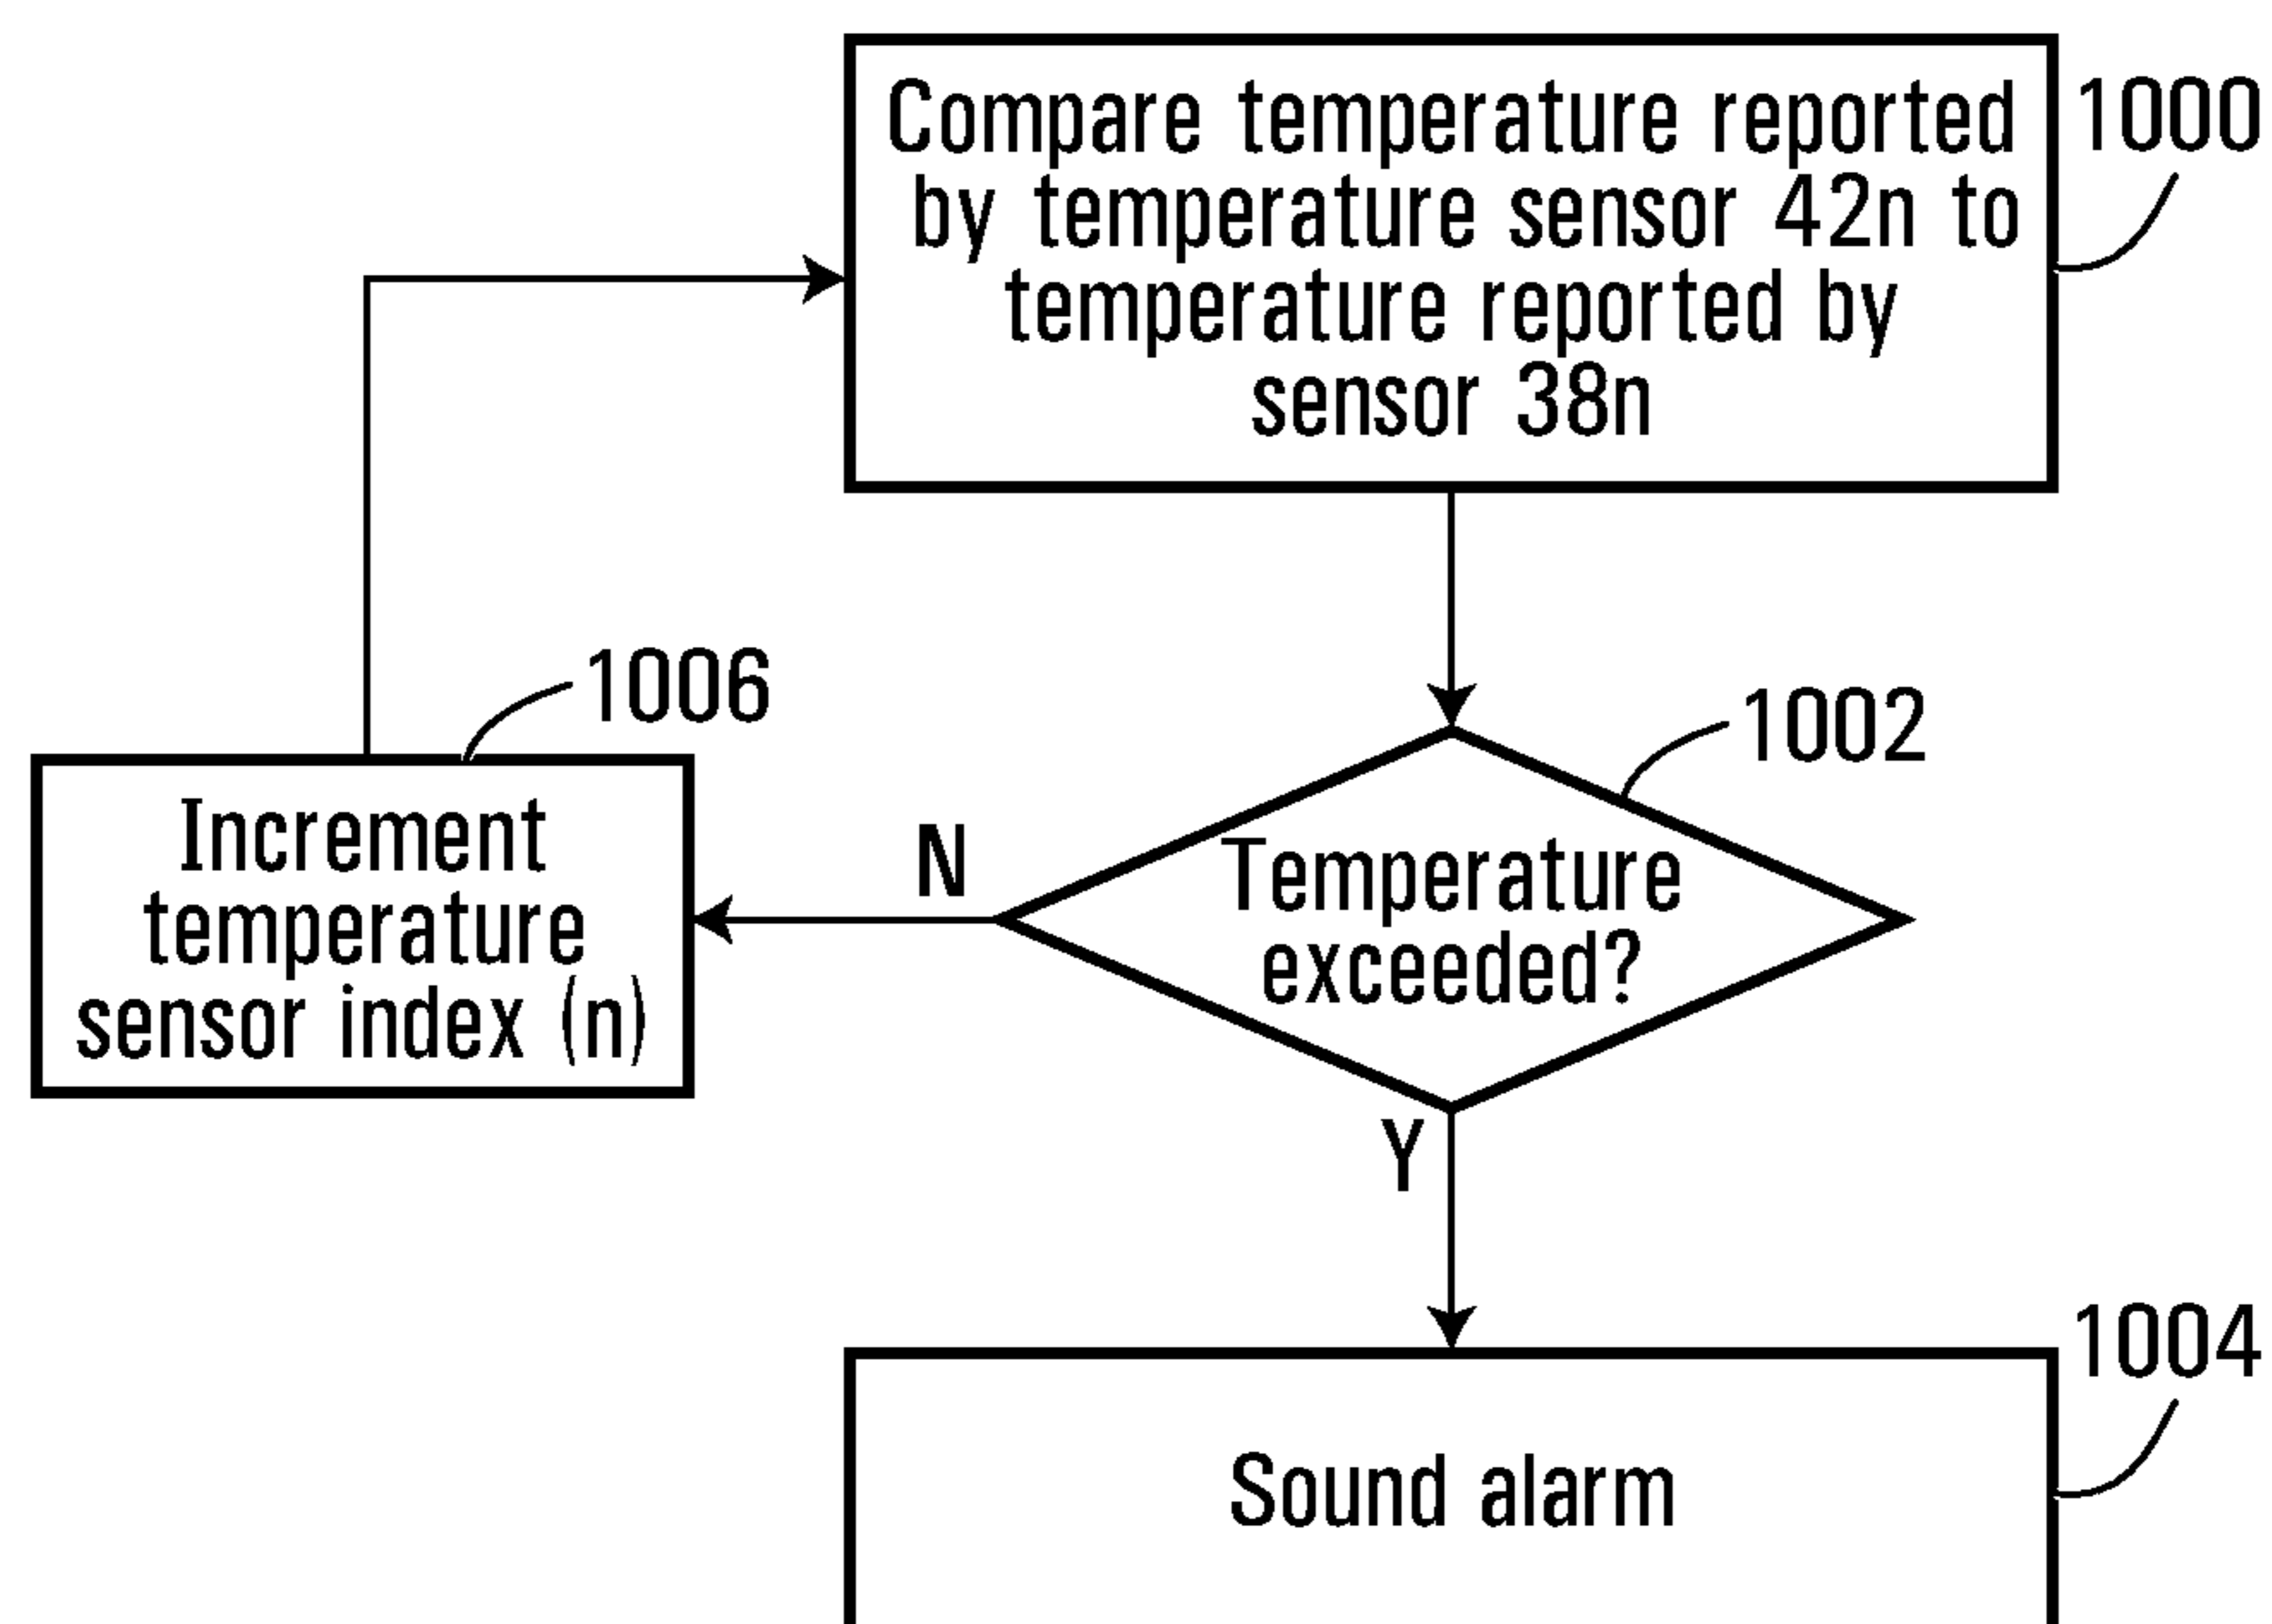 Compare temperature reported
by temperature sensor 42n to
temperature reported by
sensor 38n
1000
1006
1002
Increment
temperature
sensor index (n)
N
Temperature
exceeded?
Y
1004
Sound alarm